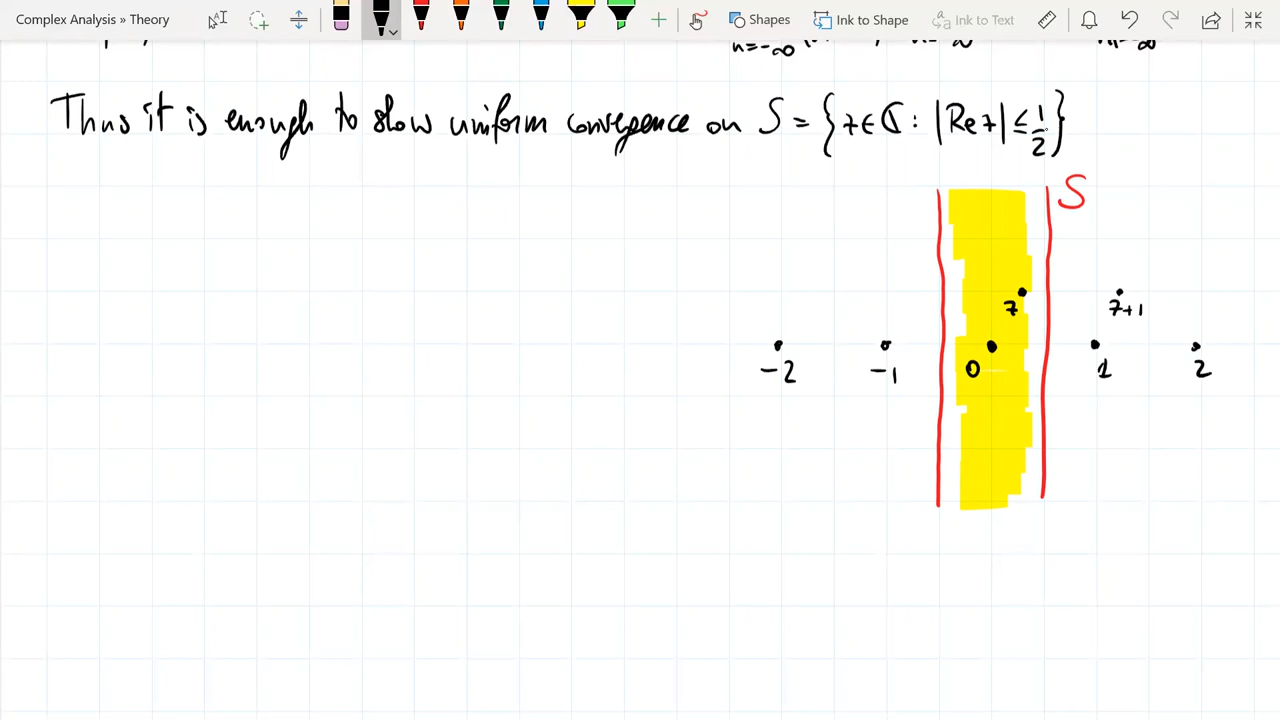 Complex Analysis » Theory
Shapes
Ink to Shape
Ink to Text
n=-∞
Thus it is enough to show uniform convergence on S = {z∈ℂ : |Re z| ≤ 1/2}
S
z
z+1
-2
-1
0
1
2